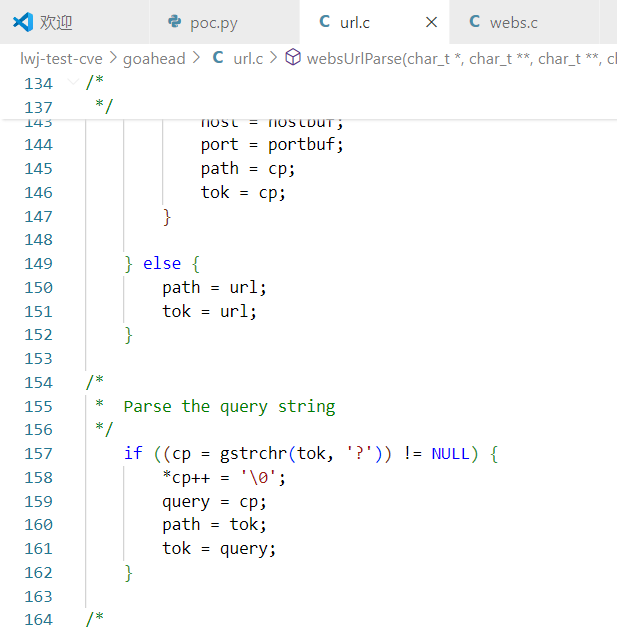 欢迎 poc.py url.c webs.c
lwj-test-cve > goahead > url.c > websUrlParse(char_t *, char_t **, char_t **, cl
134 /*
137 */
143 host = hostbuf;
144 port = portbuf;
145 path = cp;
146 tok = cp;
147 }
148
149 } else {
150 path = url;
151 tok = url;
152 }
153
154 /*
155 * Parse the query string
156 */
157 if ((cp = gstrchr(tok, '?')) != NULL) {
158 *cp++ = '\0';
159 query = cp;
160 path = tok;
161 tok = query;
162 }
163
164 /*